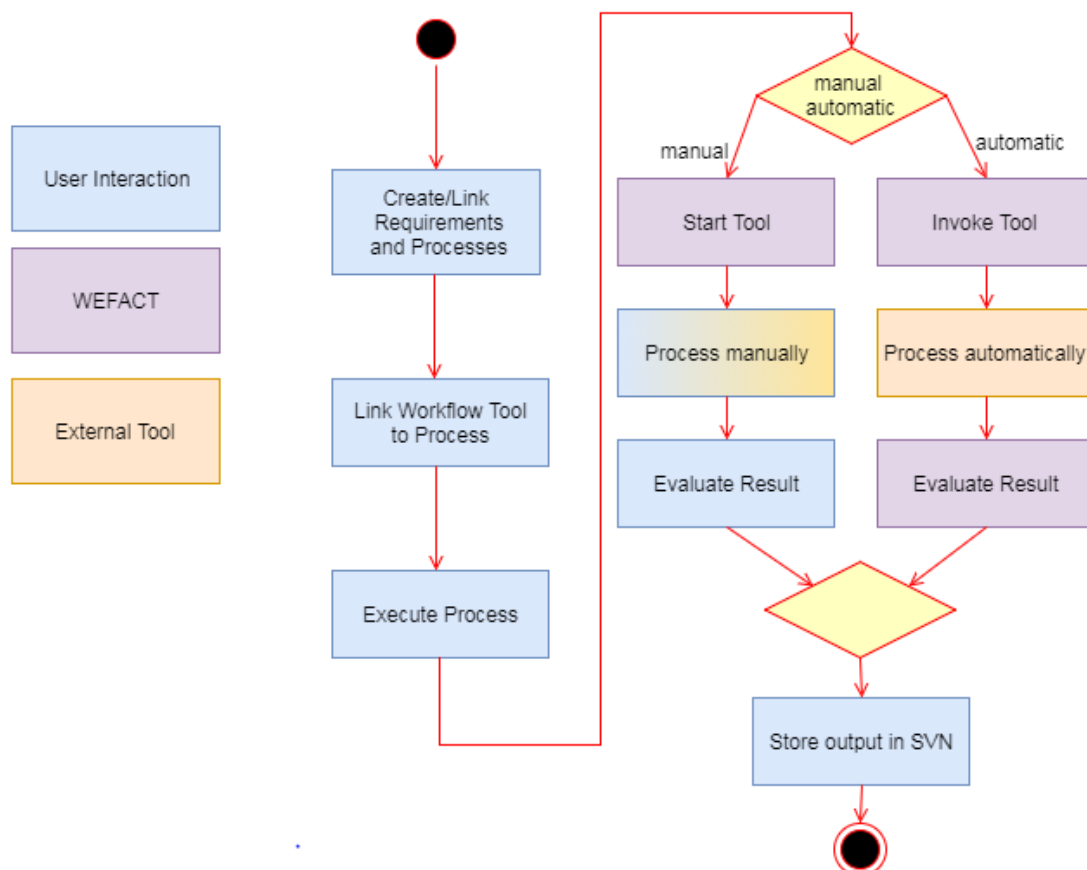 User Interaction
WEFACT
External Tool
Create/Link
Requirements
and Processes
Link Workflow Tool
to Process
Execute Process
manual
automatic
manual
automatic
Start Tool
Invoke Tool
Process manually
Process automatically
Evaluate Result
Evaluate Result
Store output in SVN